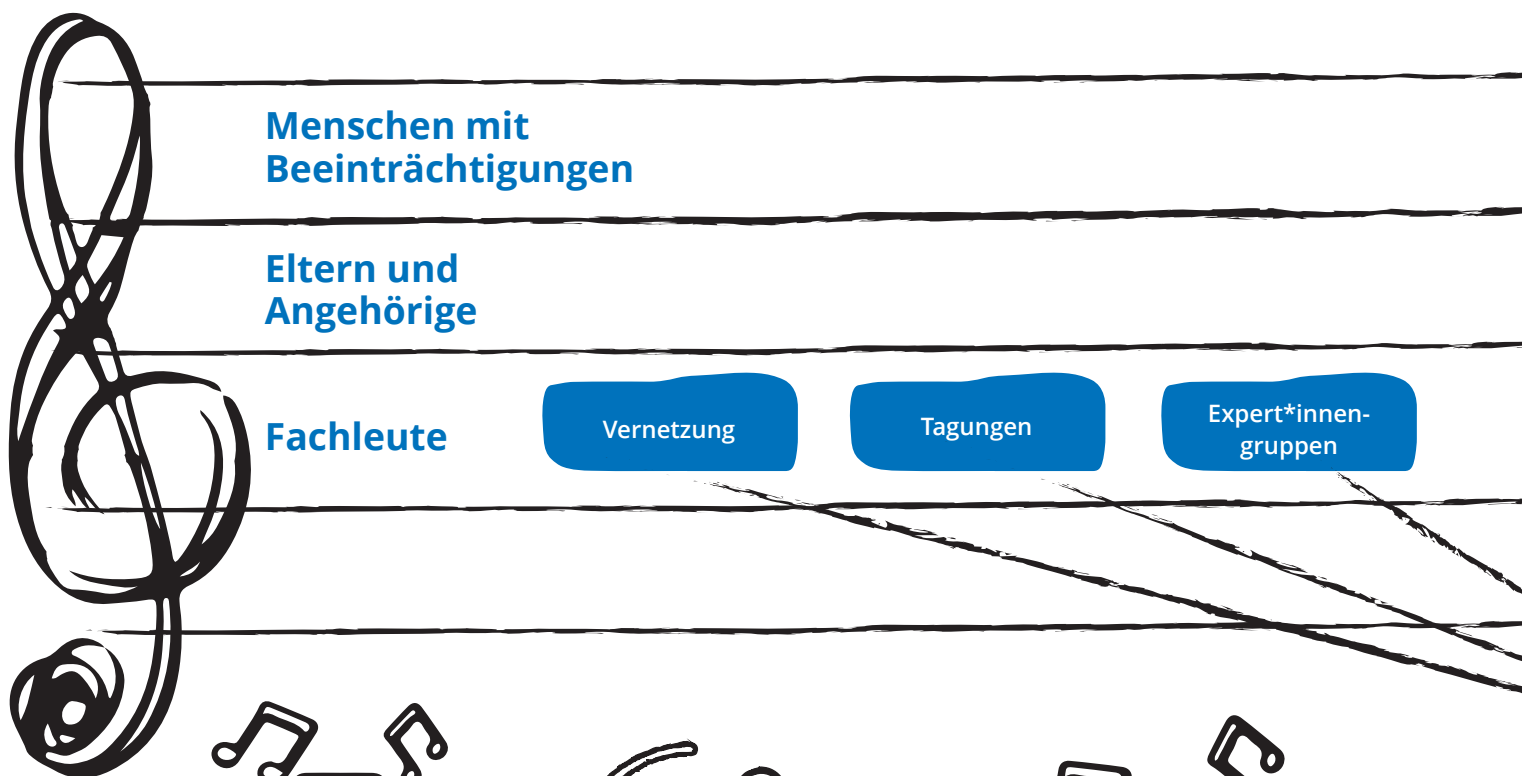 Menschen mit
Beeinträchtigungen
Eltern und
Angehörige
Fachleute
Vernetzung
Tagungen
Expert*innen-
gruppen